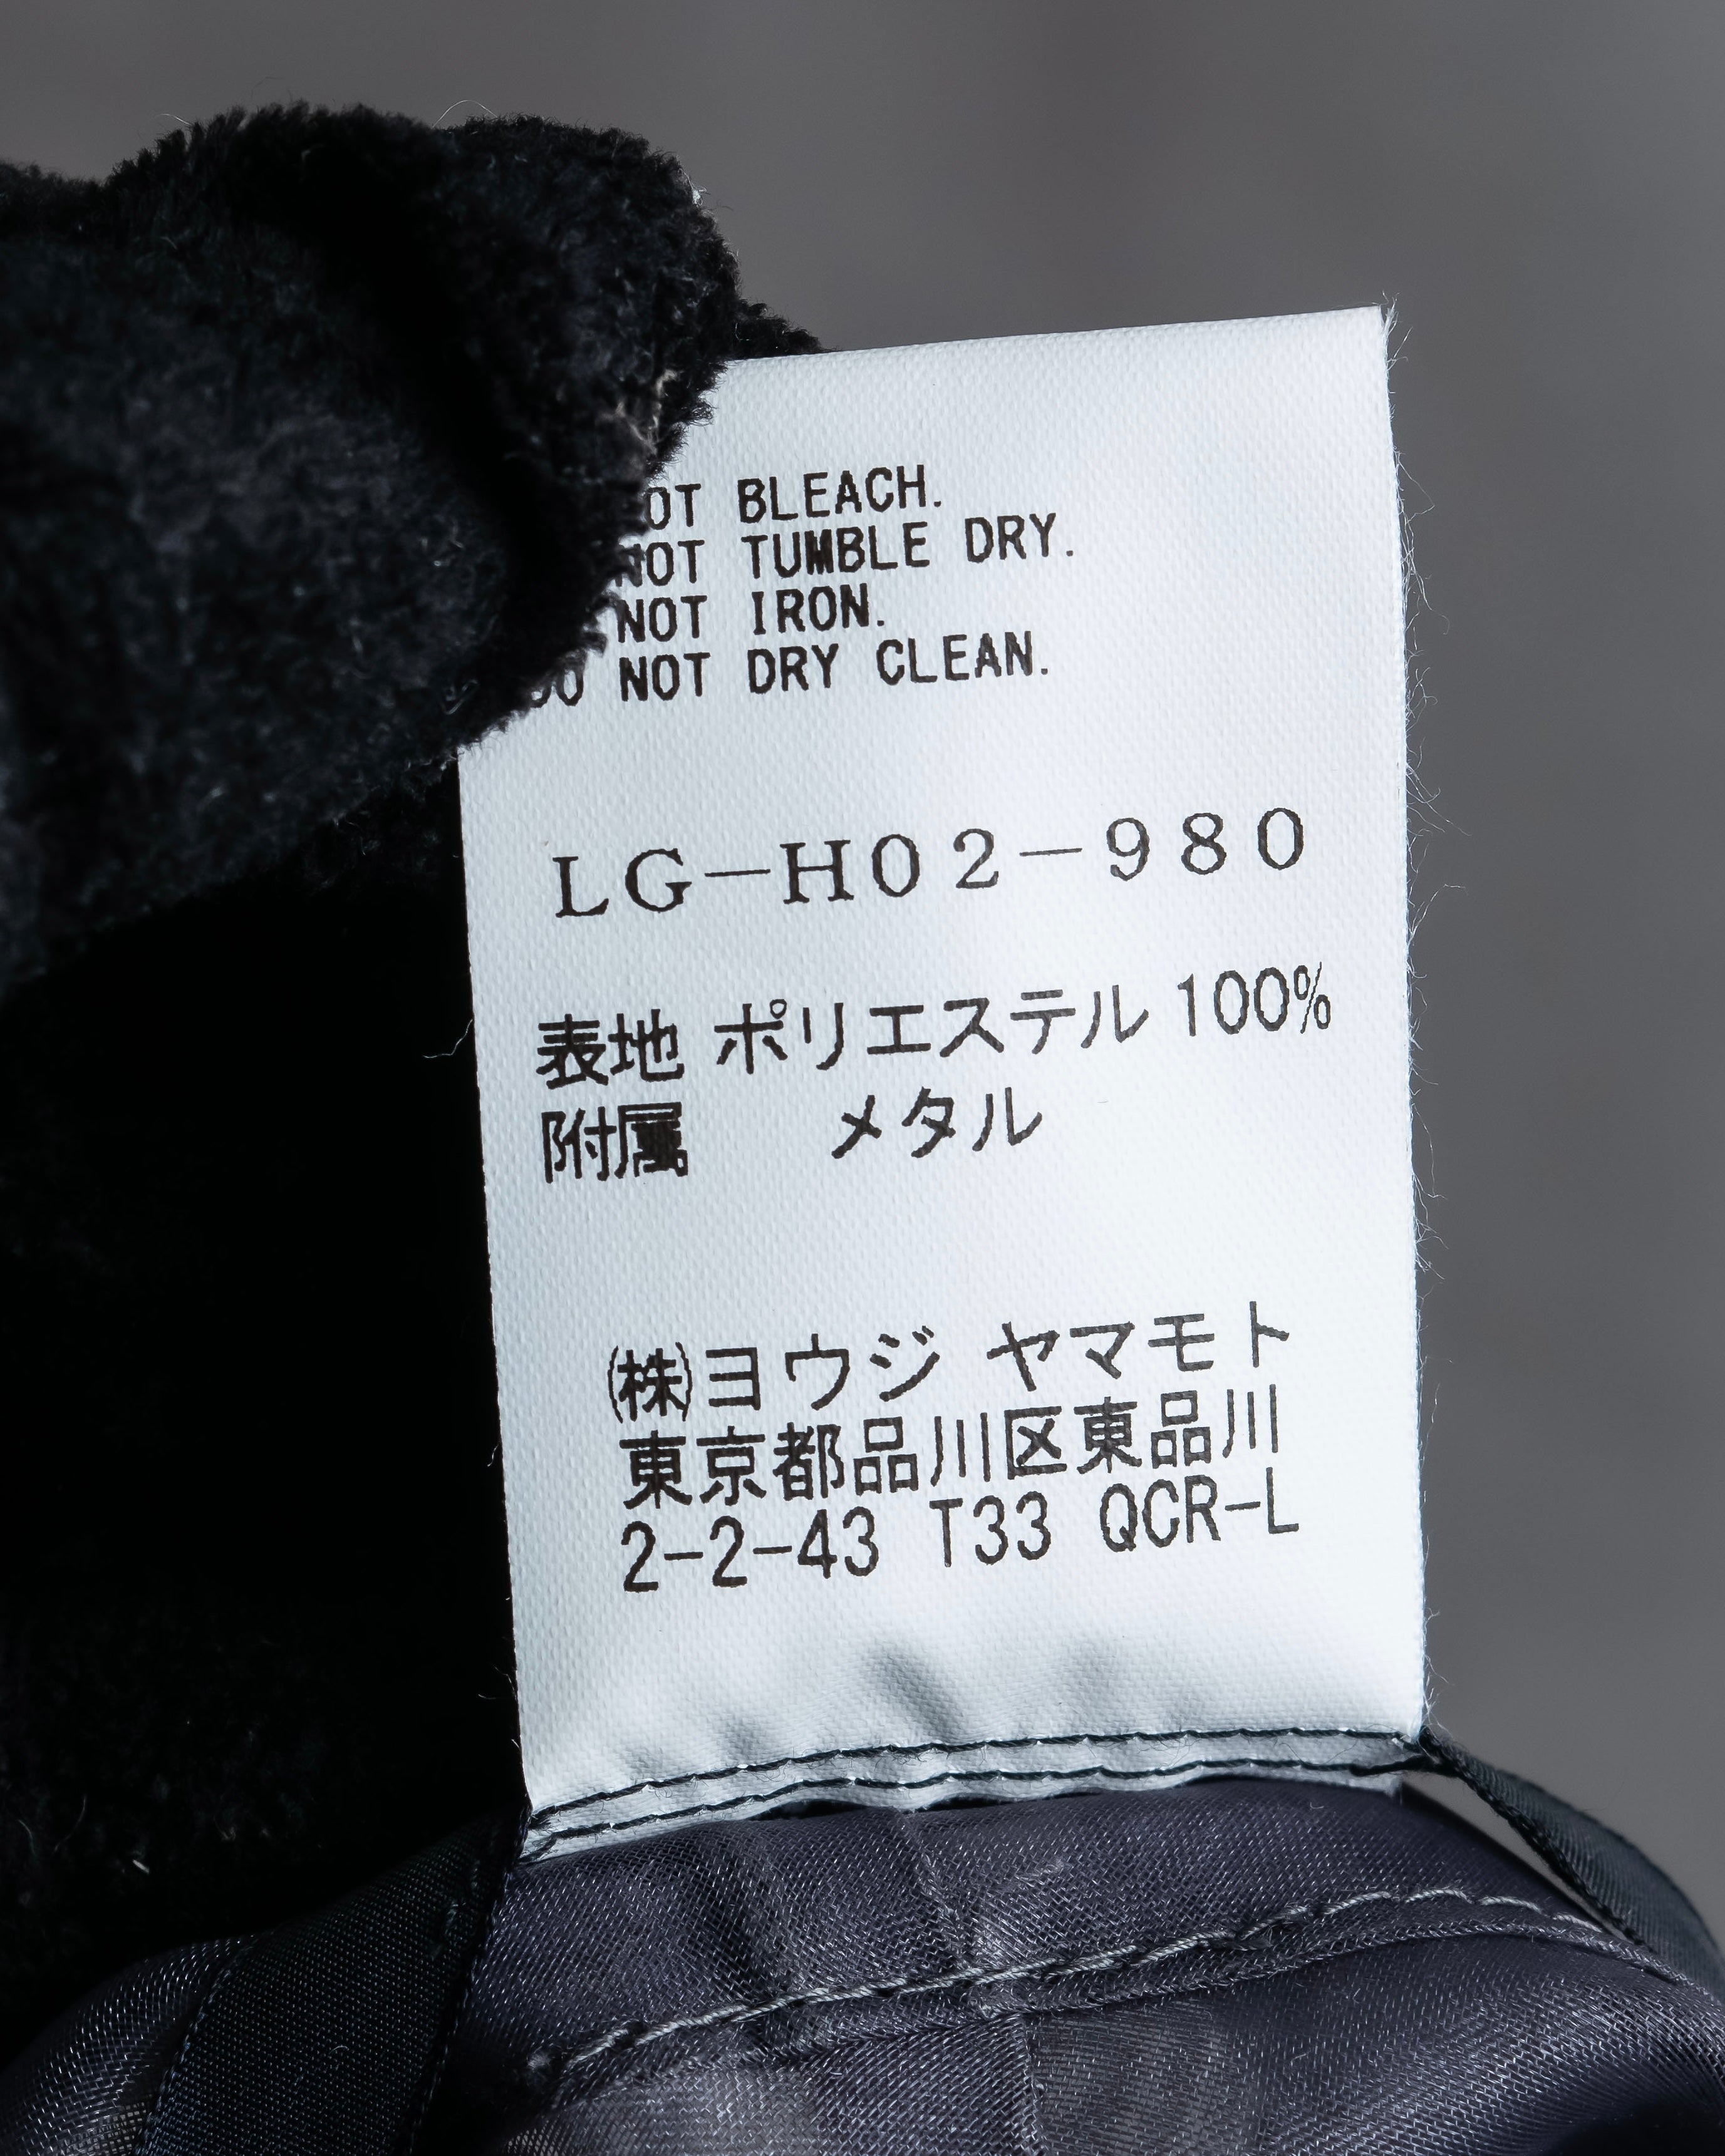 NOT BLEACH.
NOT TUMBLE DRY.
NOT IRON.
DO NOT DRY CLEAN.
LG-H02-980
表地 ポリエステル 100%
附属 メタル
㈱ヨウジ ヤマモト
東京都品川区東品川
2-2-43 T33 QCR-L